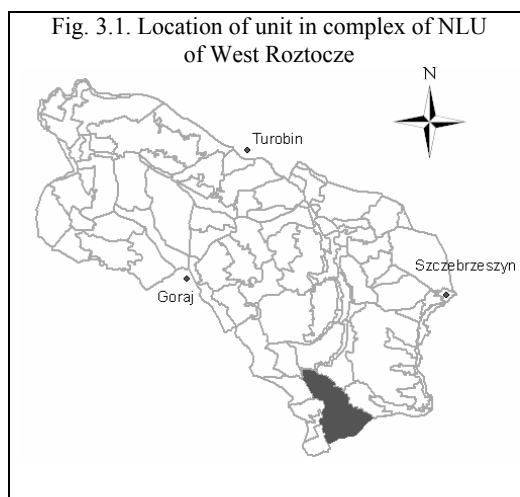 Fig. 3.1. Location of unit in complex of NLU
of West Roztocze
N
Turobin
Szczebrzeszyn
Goraj